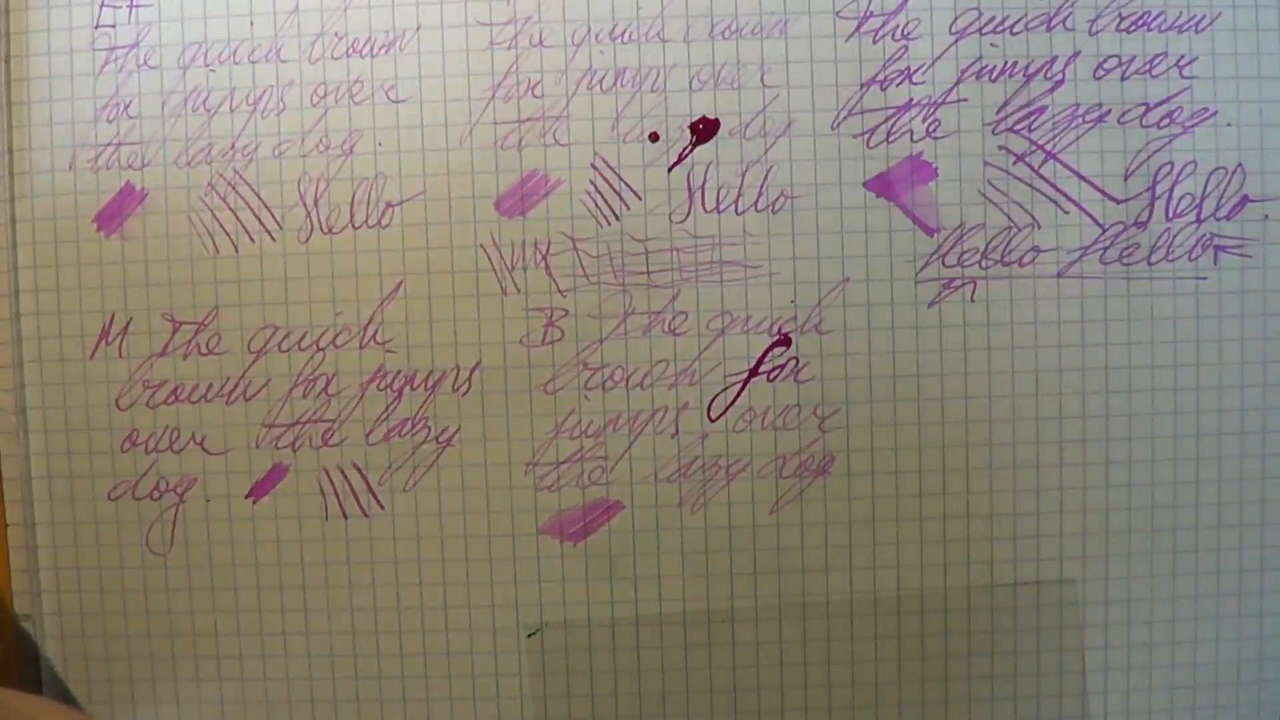 EF
The quick brown
fox jumps over
the lazy dog.
Hello
The quick brown
fox jumps over
the lazy dog
Hello
The quick brown
fox jumps over
the lazy dog.
Hello
Hello Hello
M The quick
brown fox jumps
over the lazy
dog.
B The quick
brown fox
jumps over
the lazy dog